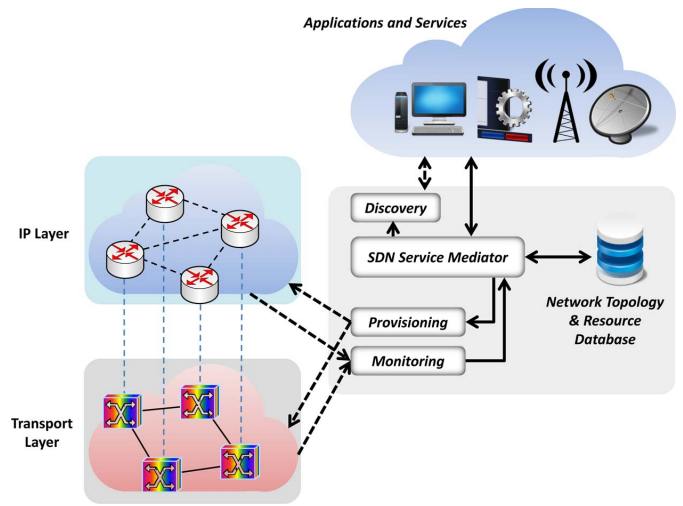 Applications and Services
IP Layer
Discovery
SDN Service Mediator
Network Topology
& Resource
Database
Provisioning
Monitoring
Transport
Layer